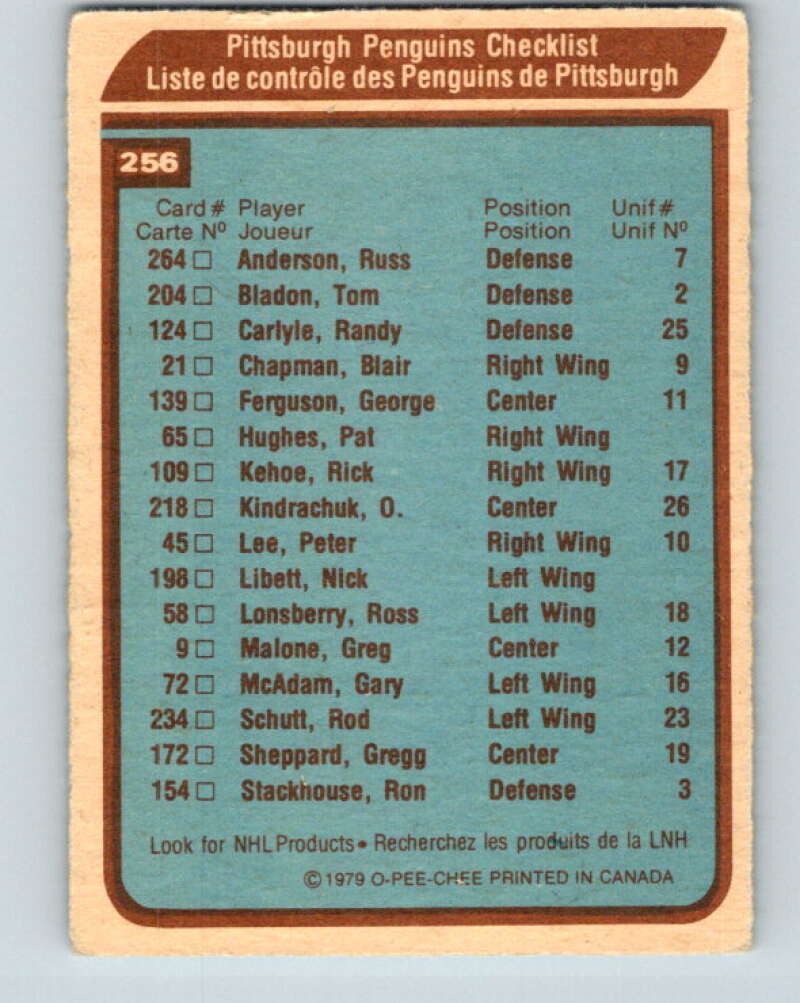 Pittsburgh Penguins Checklist
Liste de contrôle des Penguins de Pittsburgh
256
Card # Player Position Unif #
Carte Nº Joueur Position Unif Nº
264 □ Anderson, Russ Defense 7
204 □ Bladon, Tom Defense 2
124 □ Carlyle, Randy Defense 25
21 □ Chapman, Blair Right Wing 9
139 □ Ferguson, George Center 11
65 □ Hughes, Pat Right Wing
109 □ Kehoe, Rick Right Wing 17
218 □ Kindrachuk, O. Center 26
45 □ Lee, Peter Right Wing 10
198 □ Libett, Nick Left Wing
58 □ Lonsberry, Ross Left Wing 18
9 □ Malone, Greg Center 12
72 □ McAdam, Gary Left Wing 16
234 □ Schutt, Rod Left Wing 23
172 □ Sheppard, Gregg Center 19
154 □ Stackhouse, Ron Defense 3
Look for NHL Products • Recherchez les produits de la LNH
© 1979 O-PEE-CHEE PRINTED IN CANADA